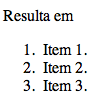 Resulta em
1. Item 1.
2. Item 2.
3. Item 3.